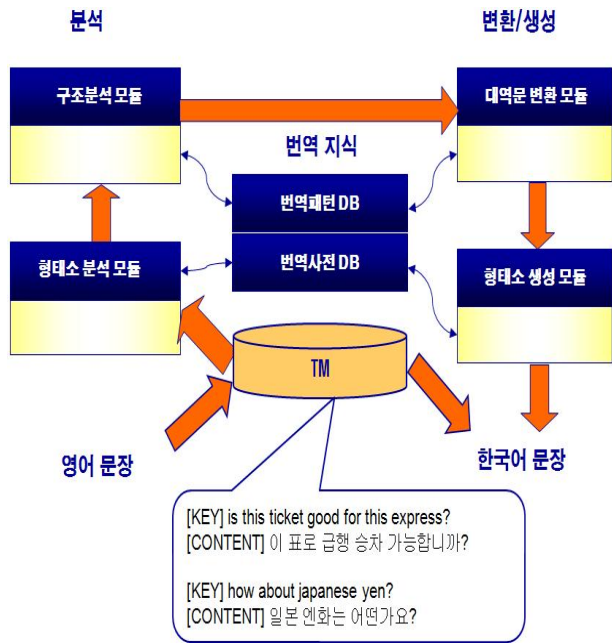 분석
변환/생성
구조분석 모듈
대역문 변환 모듈
번역 지식
번역패턴 DB
형태소 분석 모듈
번역사전 DB
형태소 생성 모듈
TM
영어 문장
한국어 문장
[KEY] is this ticket good for this express?
[CONTENT] 이 표로 급행 승차 가능합니까?
[KEY] how about japanese yen?
[CONTENT] 일본 엔화는 어떤가요?